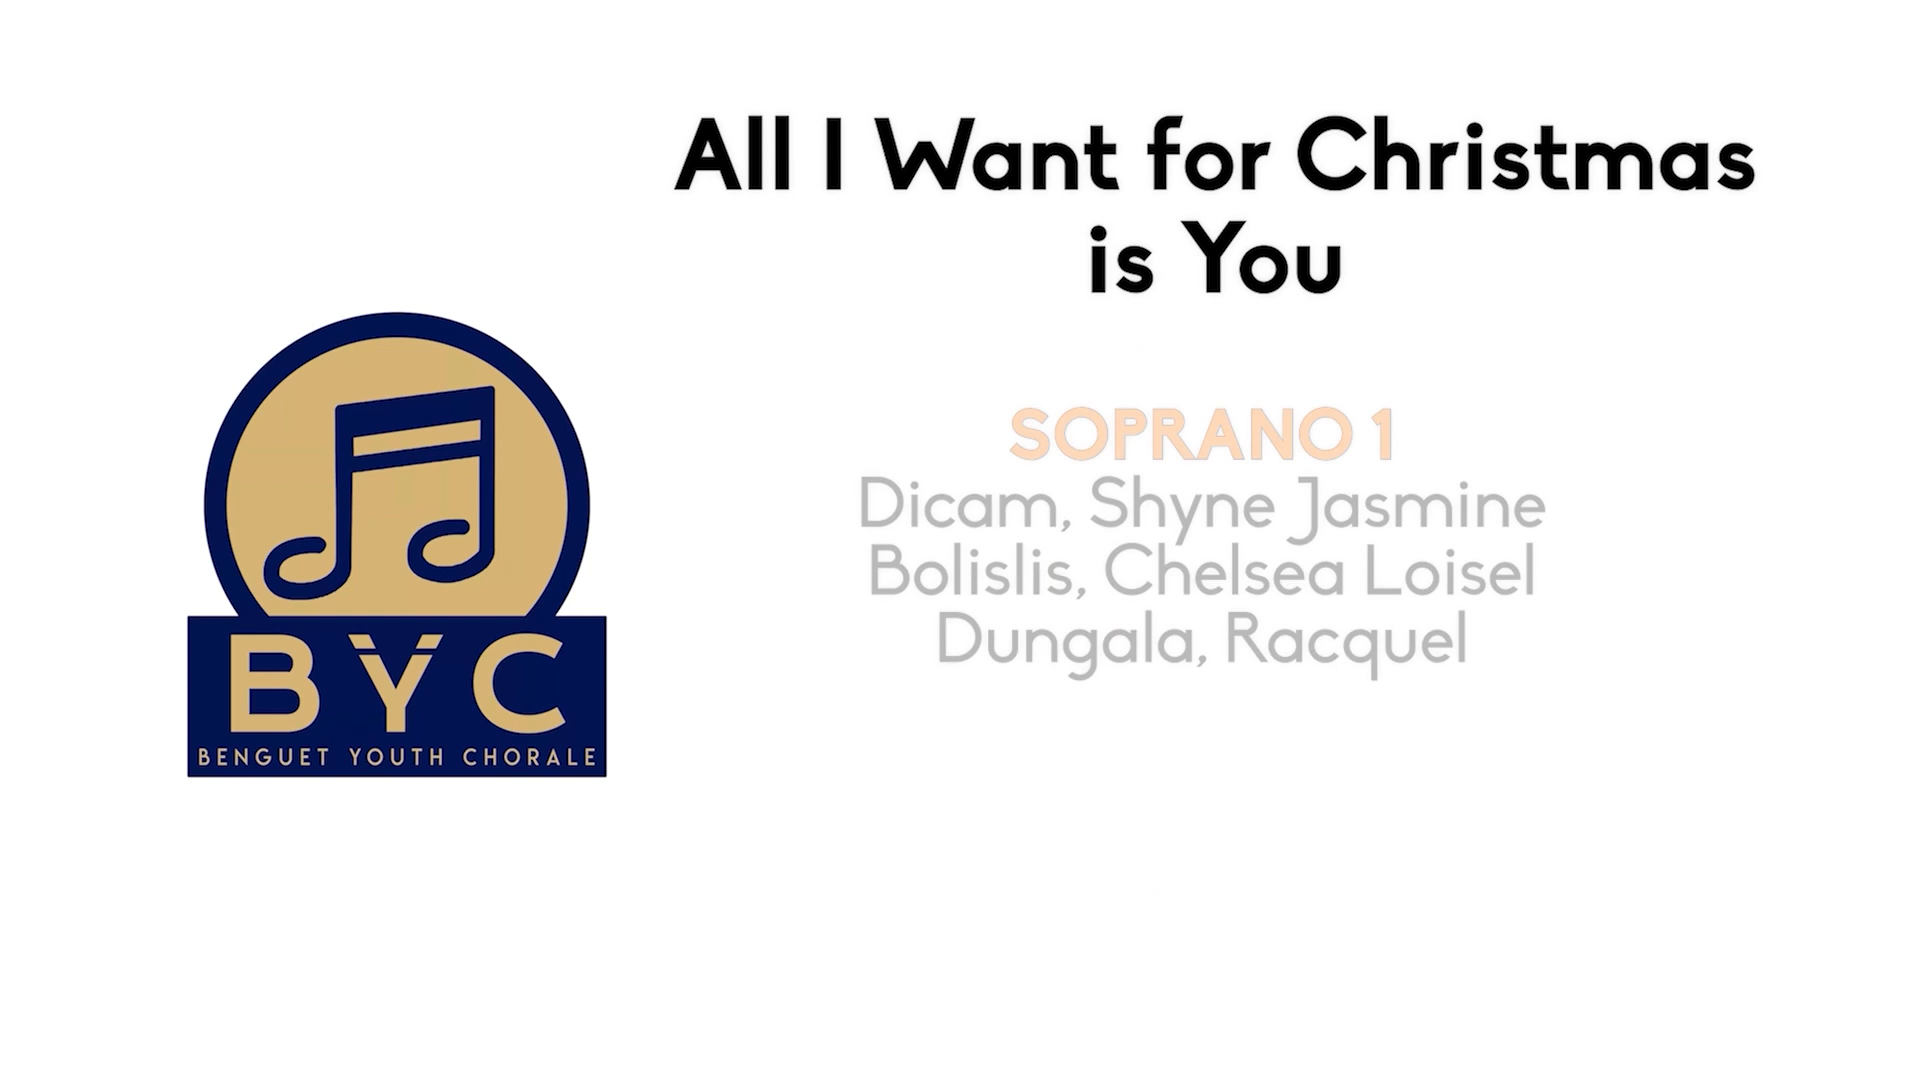 All I Want for Christmas
is You
SOPRANO 1
Dicam, Shyne Jasmine
Bolislis, Chelsea Loisel
Dungala, Racquel
BYC
BENGUET YOUTH CHORALE